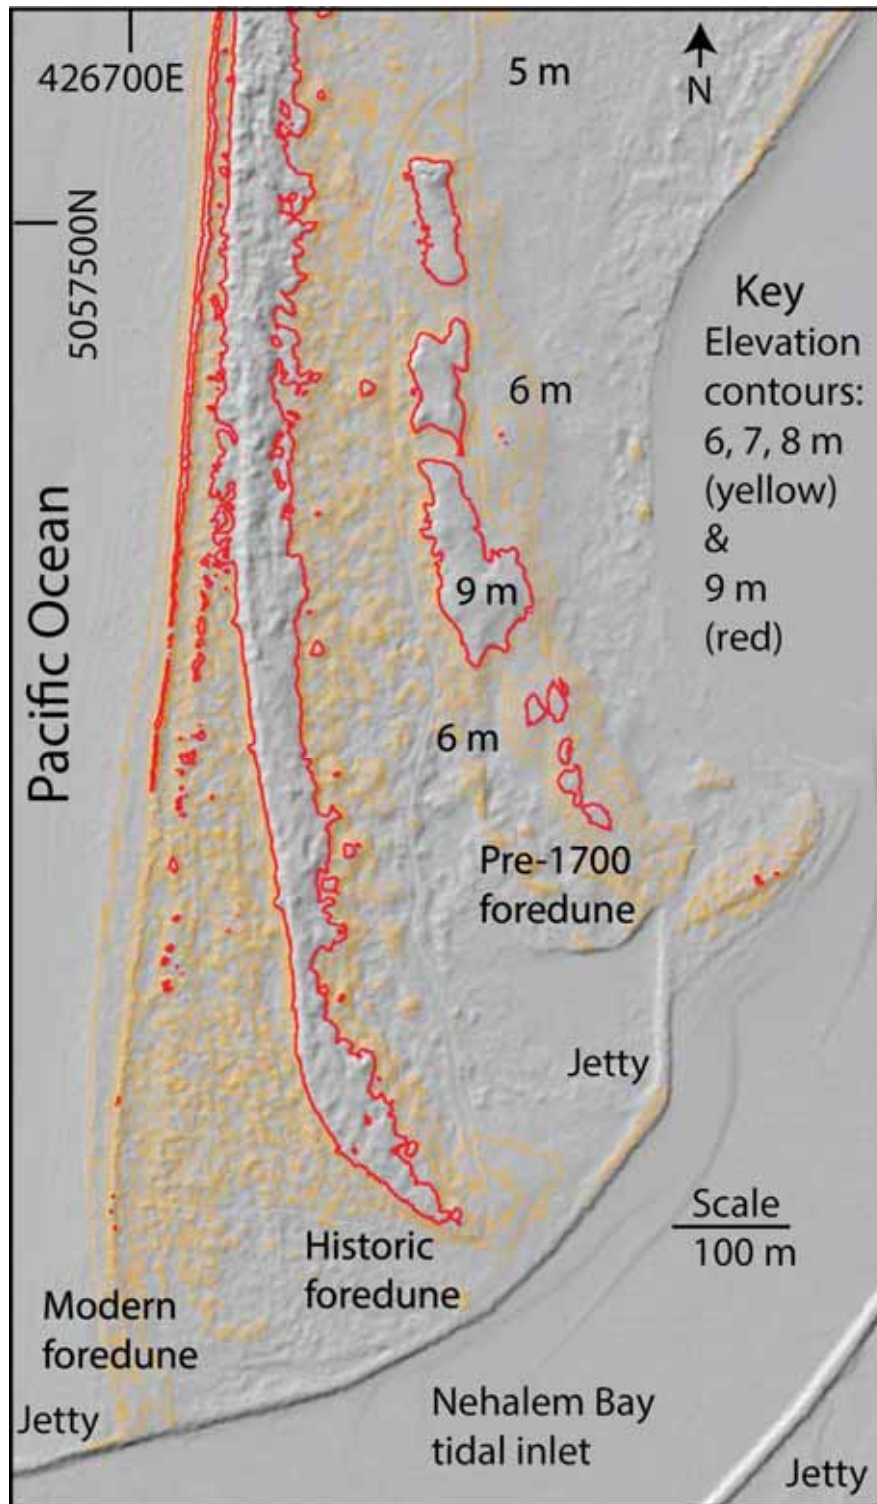 426700E
5 m
N
5057500N
Key
Elevation
contours:
6, 7, 8 m
(yellow)
&
9 m
(red)
6 m
Pacific Ocean
9 m
6 m
Pre-1700
foredune
Jetty
Scale
100 m
Historic
foredune
Modern
foredune
Jetty
Nehalem Bay
tidal inlet
Jetty